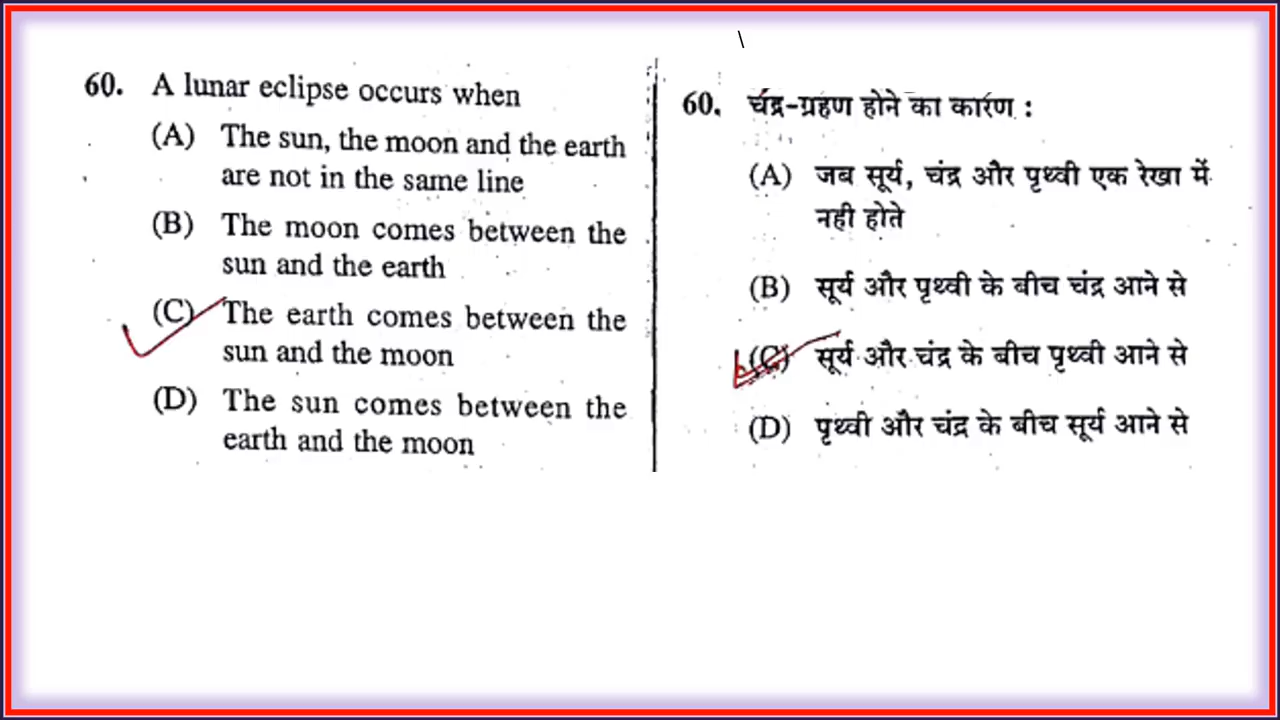 60. A lunar eclipse occurs when
(A) The sun, the moon and the earth
are not in the same line
(B) The moon comes between the
sun and the earth
(C) The earth comes between the
sun and the moon
(D) The sun comes between the
earth and the moon
\
60. चंद्र-ग्रहण होने का कारण :
(A) जब सूर्य, चंद्र और पृथ्वी एक रेखा में
नही होते
(B) सूर्य और पृथ्वी के बीच चंद्र आने से
(C) सूर्य और चंद्र के बीच पृथ्वी आने से
(D) पृथ्वी और चंद्र के बीच सूर्य आने से